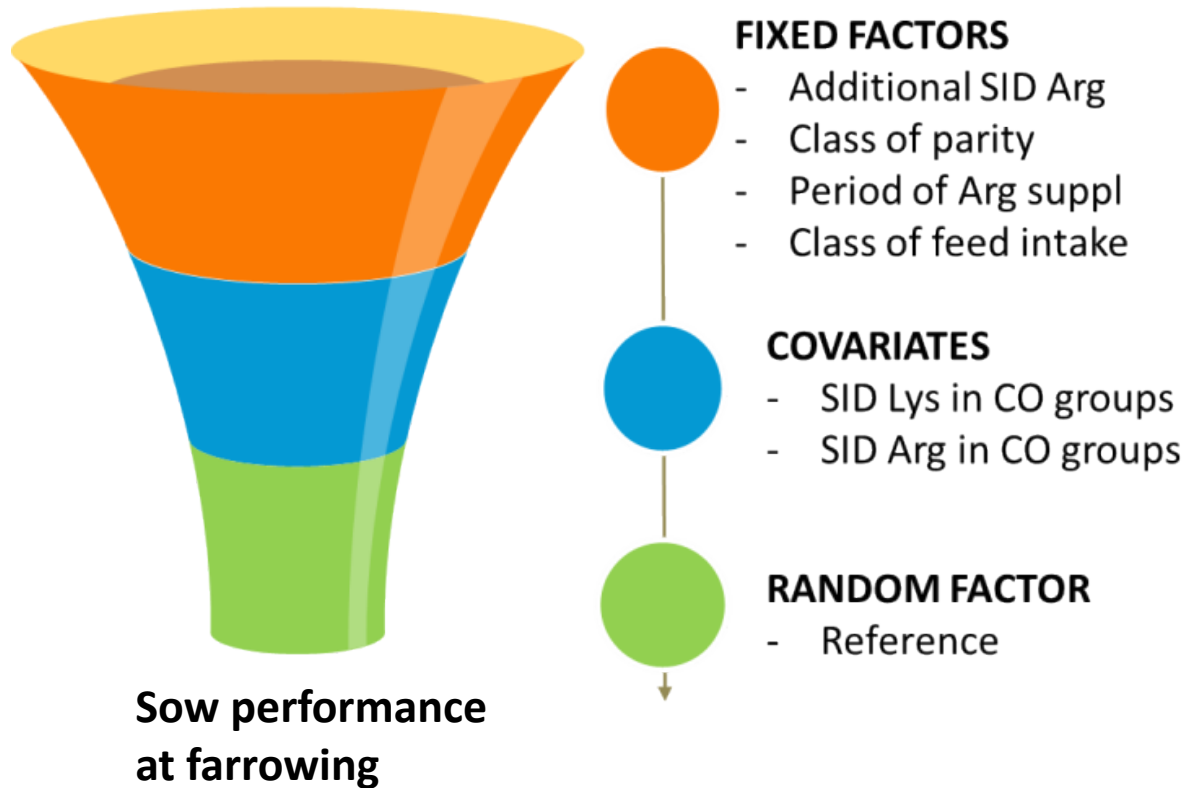 FIXED FACTORS
- Additional SID Arg
- Class of parity
- Period of Arg suppl
- Class of feed intake
COVARIATES
- SID Lys in CO groups
- SID Arg in CO groups
RANDOM FACTOR
- Reference
Sow performance
at farrowing